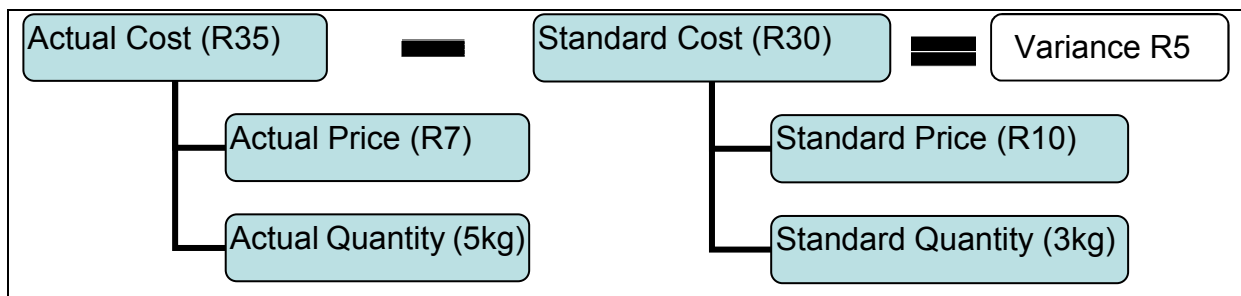 Actual Cost (R35)
Standard Cost (R30)
Variance R5
Actual Price (R7)
Standard Price (R10)
Actual Quantity (5kg)
Standard Quantity (3kg)